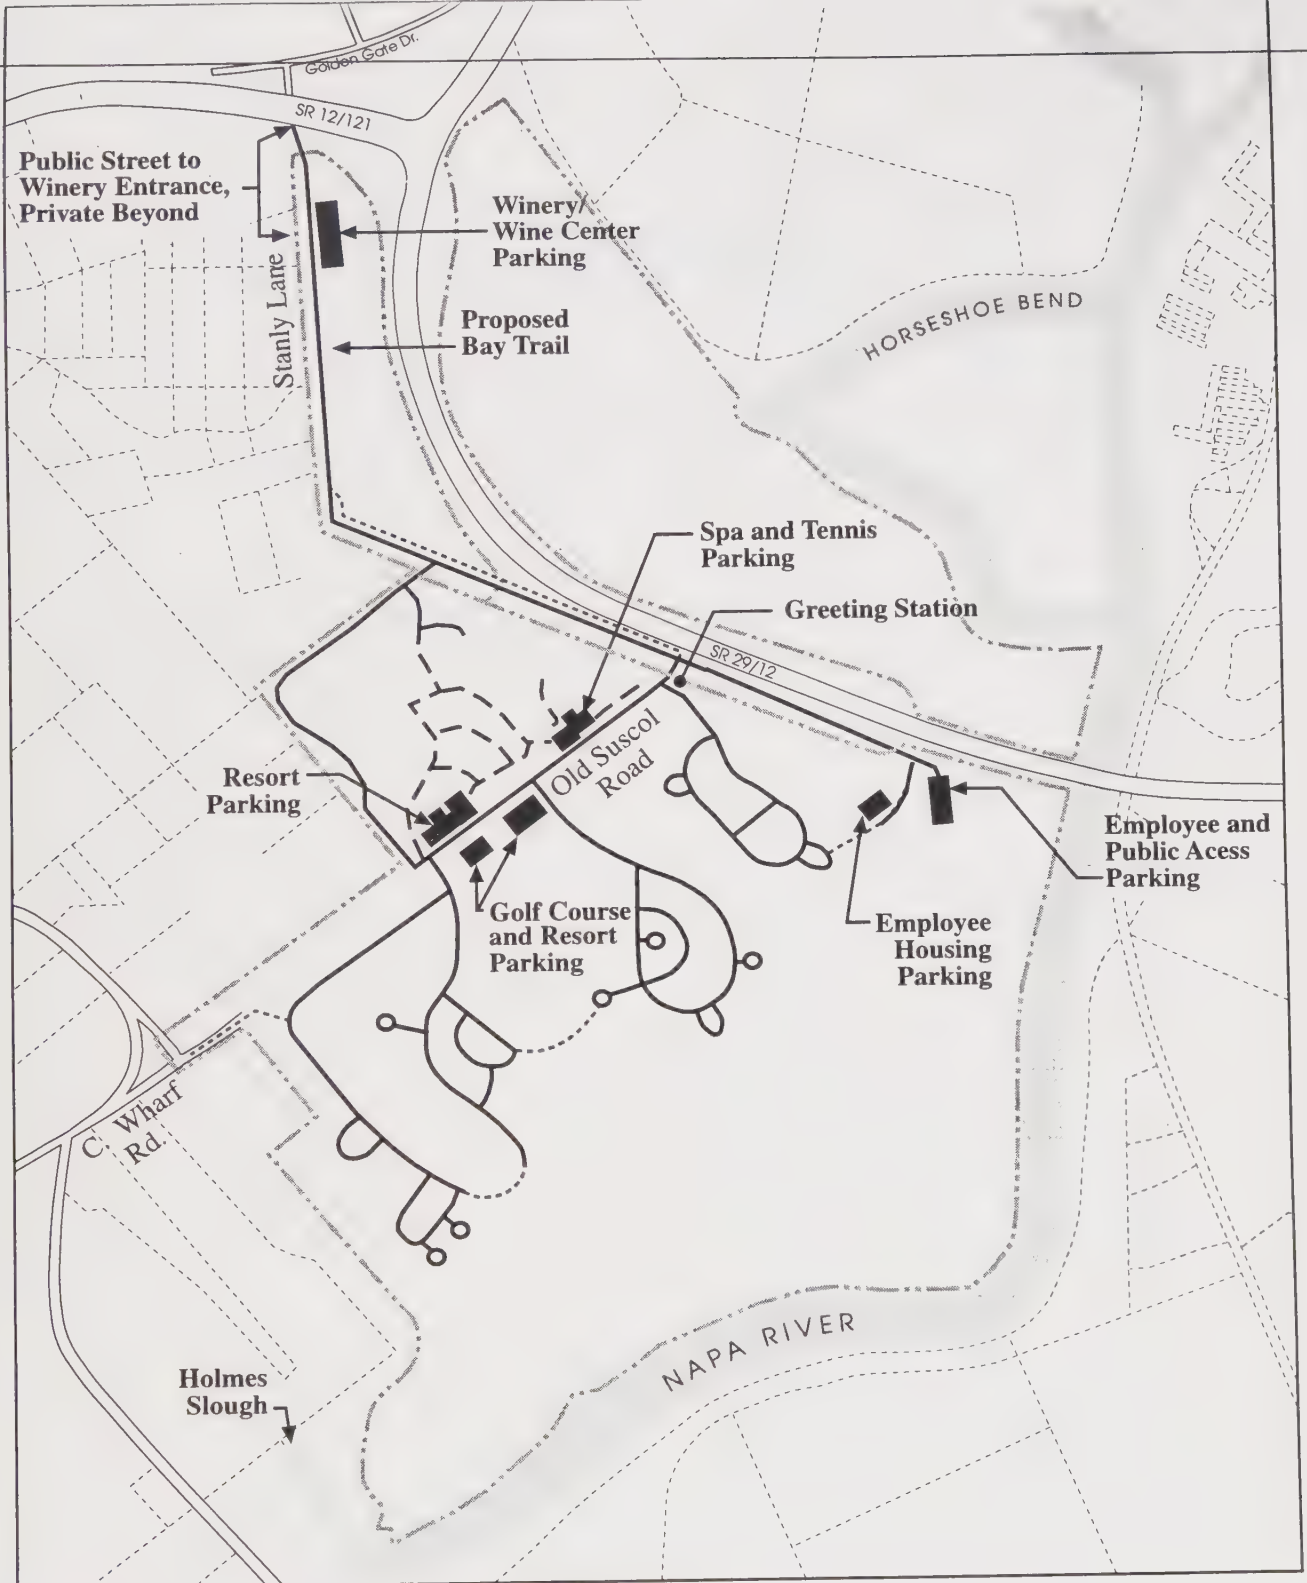 Golden Gate Dr.
SR 12/121
Public Street to
Winery Entrance,
Private Beyond
Winery/
Wine Center
Parking
Stanly Lane
Proposed
Bay Trail
HORSESHOE BEND
Spa and Tennis
Parking
Greeting Station
SR 29/12
Old Suscol
Road
Resort
Parking
Employee and
Public Acess
Parking
Golf Course
and Resort
Parking
Employee
Housing
Parking
C. Wharf
Rd.
NAPA RIVER
Holmes
Slough